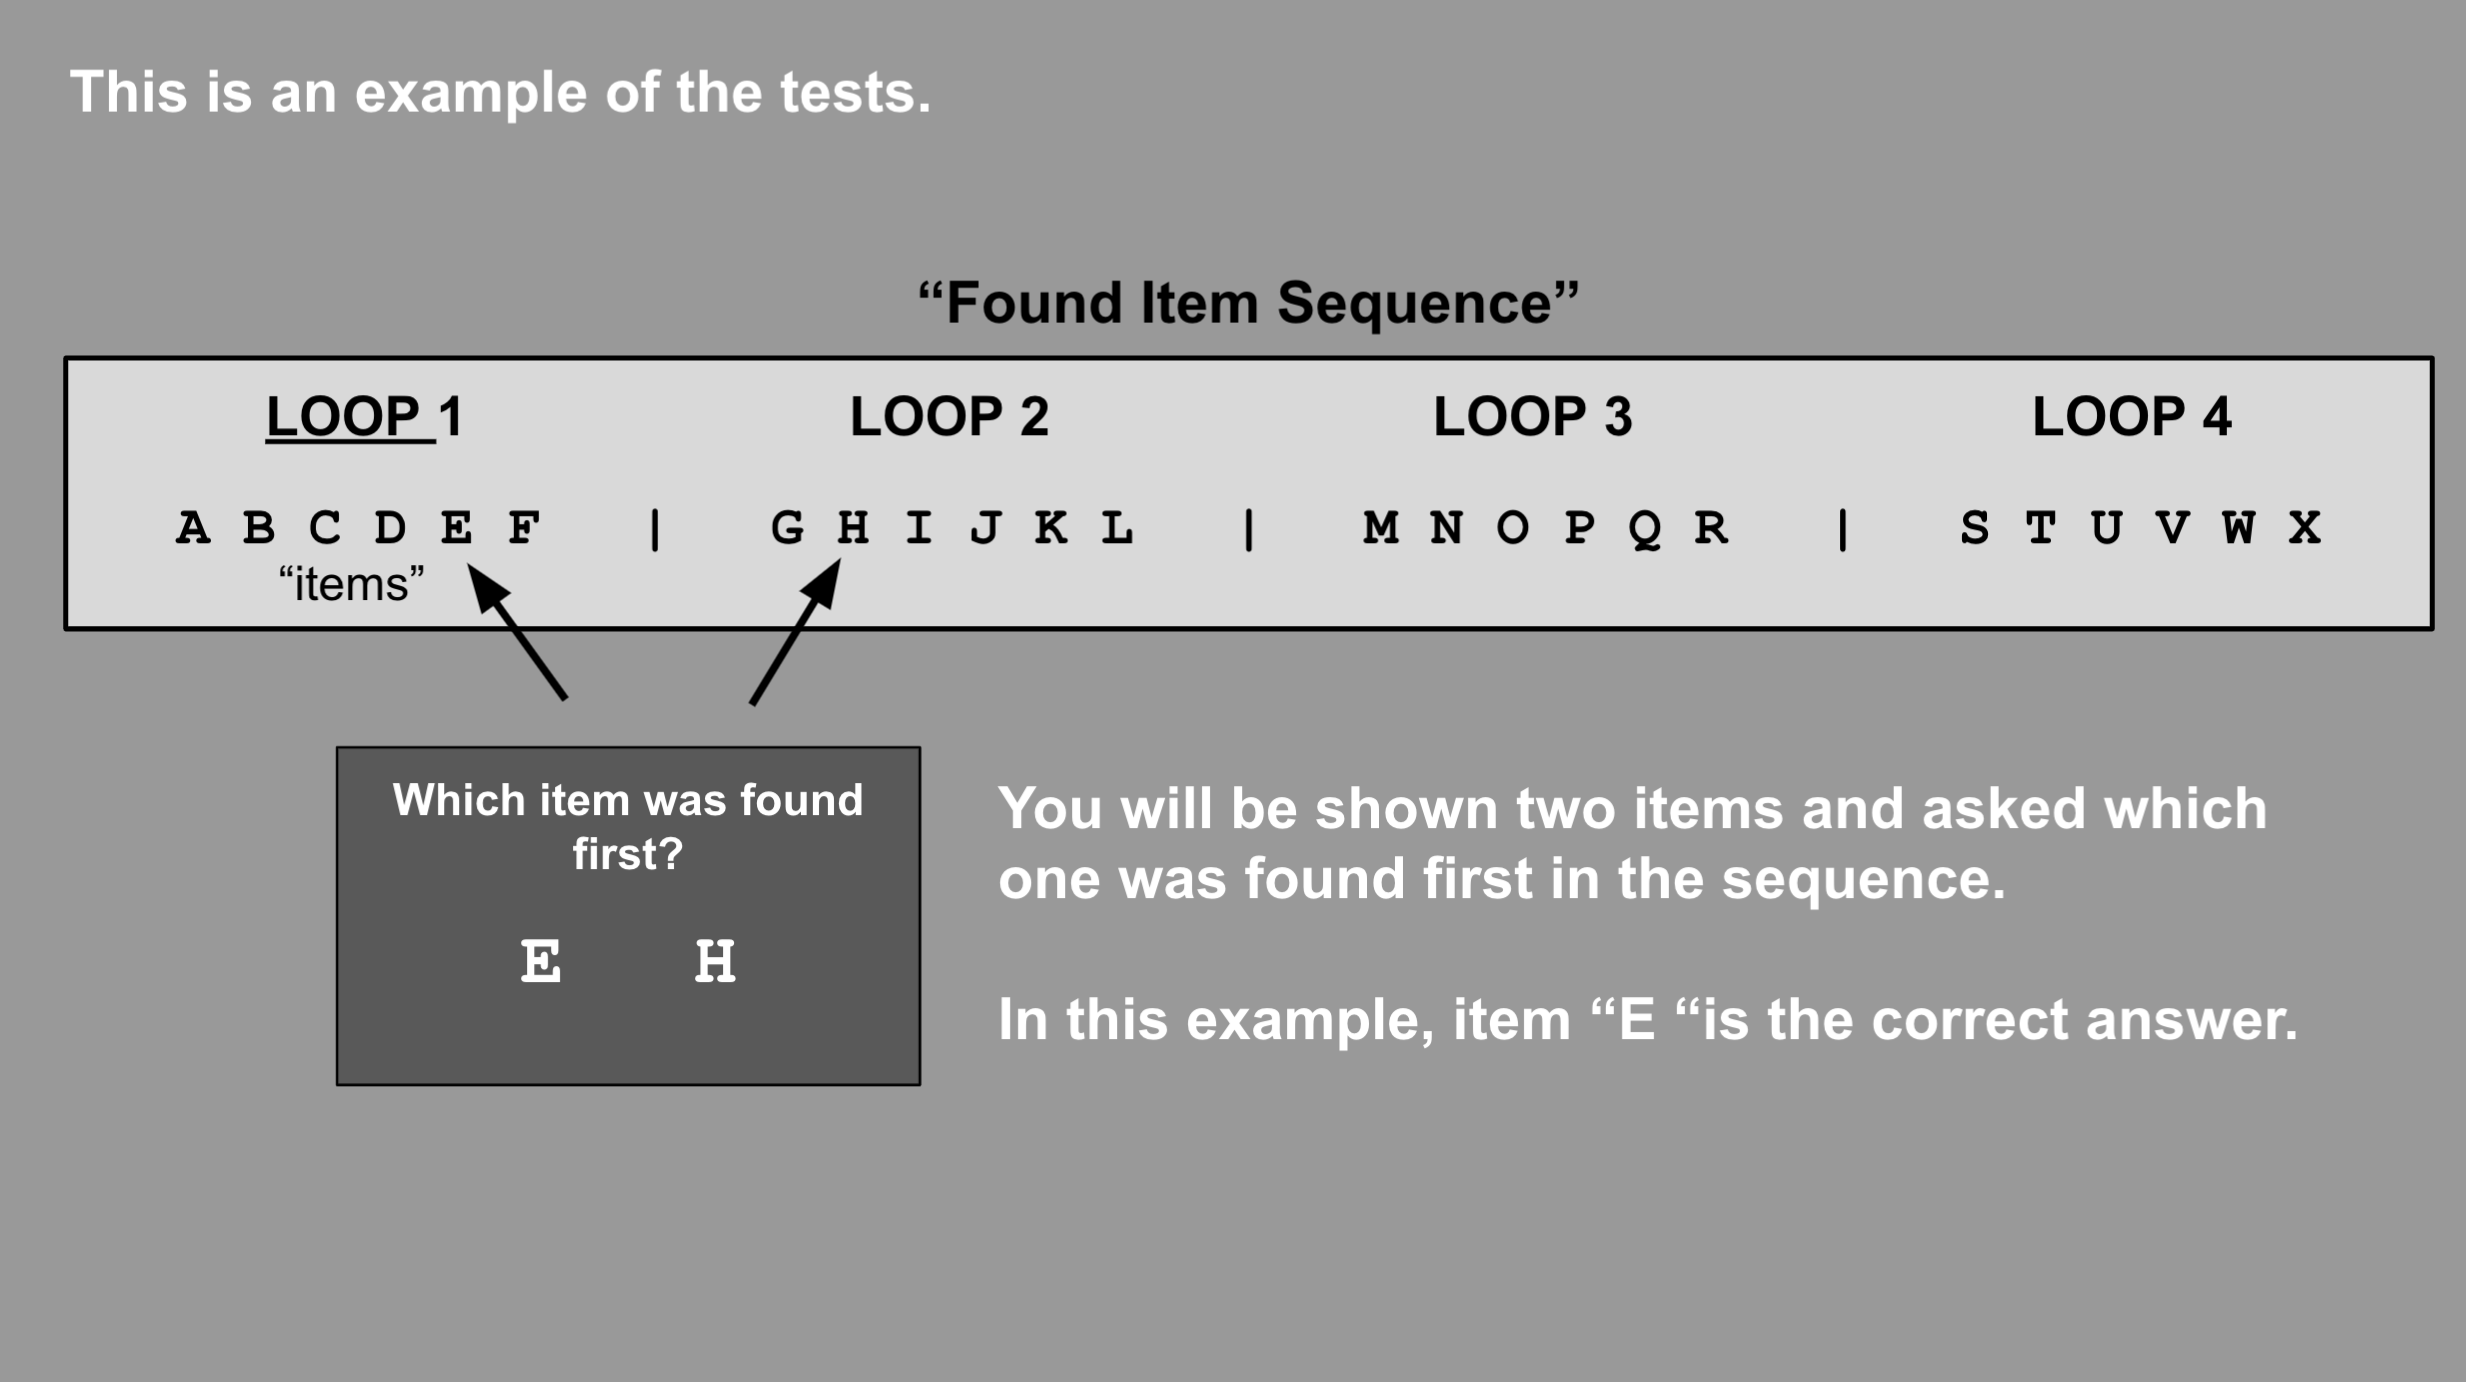 This is an example of the tests.
“Found Item Sequence”
LOOP 1 LOOP 2 LOOP 3 LOOP 4
A B C D E F | G H I J K L | M N O P Q R | S T U V W X
“items”
Which item was found
first?
E H
You will be shown two items and asked which
one was found first in the sequence.
In this example, item “E “is the correct answer.